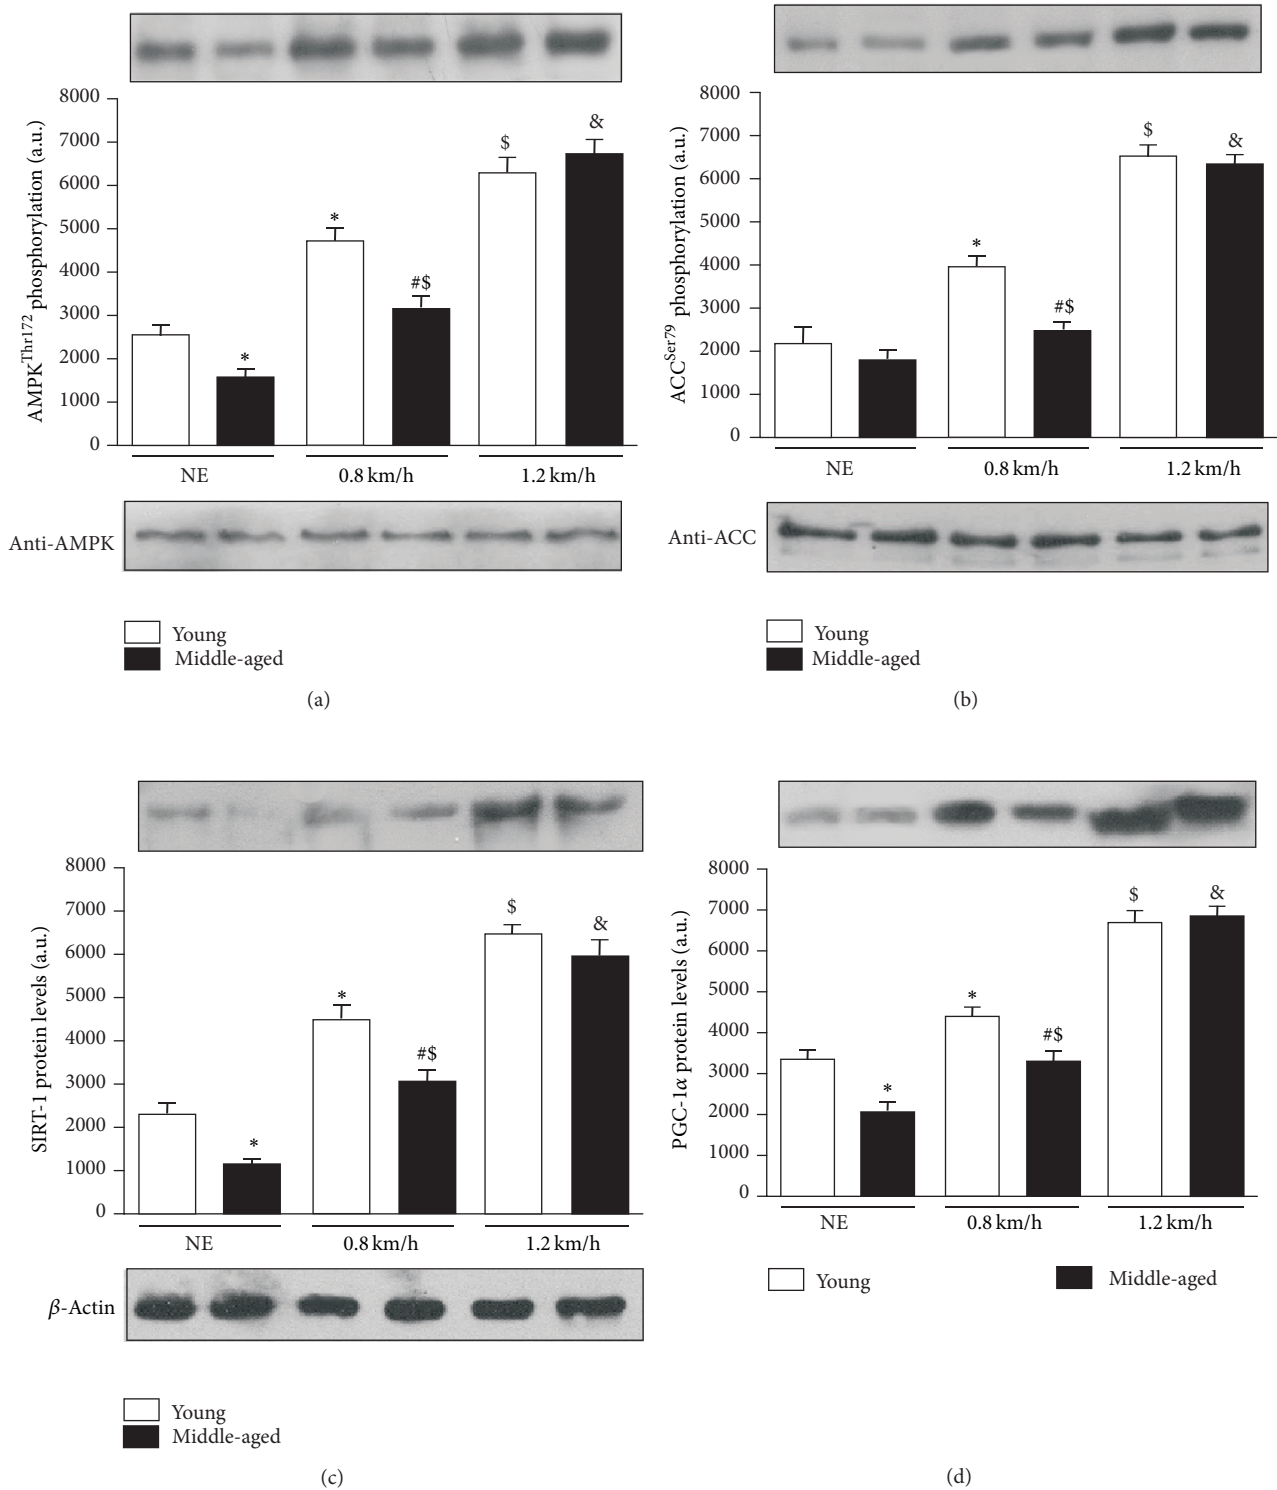 8000
7000
6000
5000
4000
3000
2000
1000
0
AMPK^Thr172 phosphorylation (a.u.)
*
*
#$
$
&
NE
0.8 km/h
1.2 km/h
Anti-AMPK
Young
Middle-aged
(a)
8000
7000
6000
5000
4000
3000
2000
1000
0
ACC^Ser79 phosphorylation (a.u.)
*
#$
$
&
NE
0.8 km/h
1.2 km/h
Anti-ACC
Young
Middle-aged
(b)
8000
7000
6000
5000
4000
3000
2000
1000
0
SIRT-1 protein levels (a.u.)
*
*
#$
$
&
NE
0.8 km/h
1.2 km/h
β-Actin
Young
Middle-aged
(c)
8000
7000
6000
5000
4000
3000
2000
1000
0
PGC-1α protein levels (a.u.)
*
*
#$
$
&
NE
0.8 km/h
1.2 km/h
Young
Middle-aged
(d)